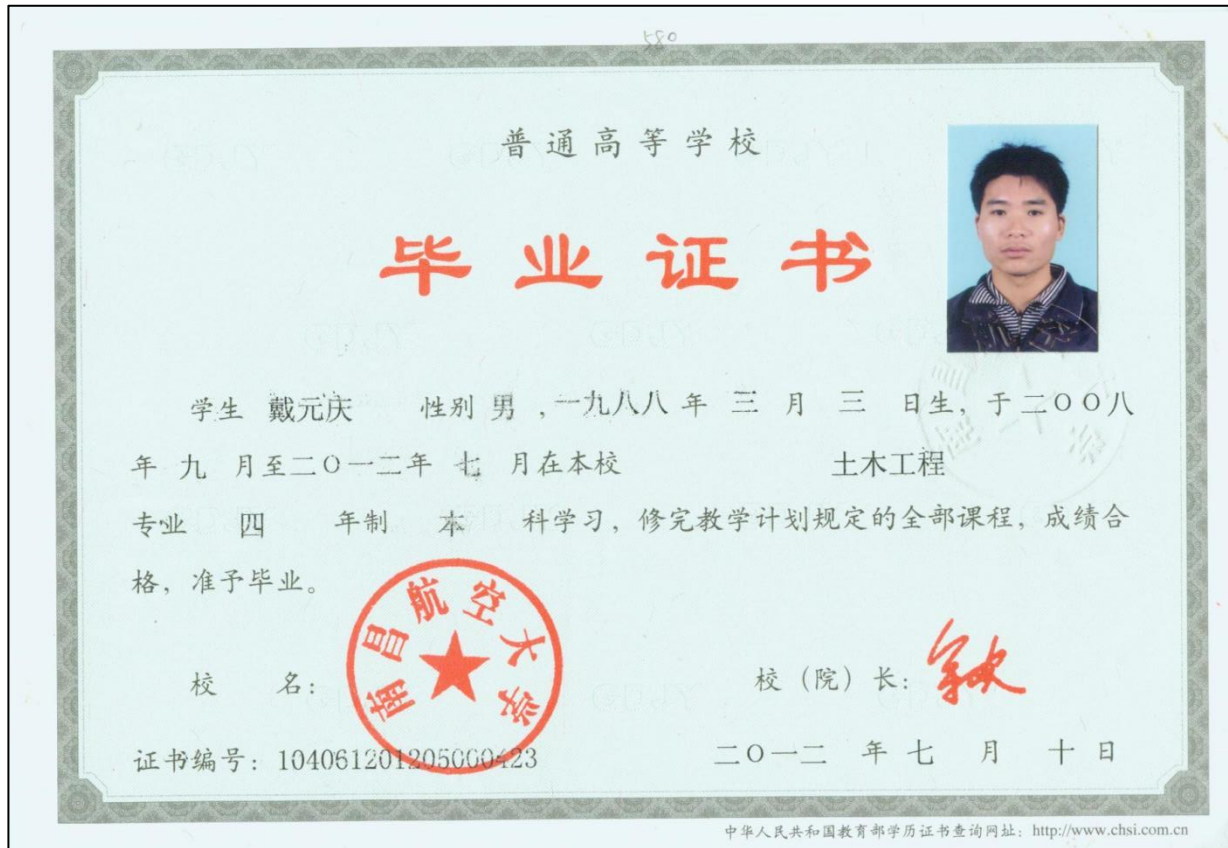 580
普通高等学校
毕业证书
学生 戴元庆 性别 男 ,一九八八 年 三 月 三 日生, 于二〇〇八
年 九 月至二〇一二年 七 月在本校 土木工程
专业 四 年制 本 科学习, 修完教学计划规定的全部课程, 成绩合
格, 准予毕业。
南昌航空大学
校 名: 校(院)长:
证书编号: 104061201205000423 二〇一二 年 七 月 十 日
中华人民共和国教育部学历证书查询网址: http://www.chsi.com.cn